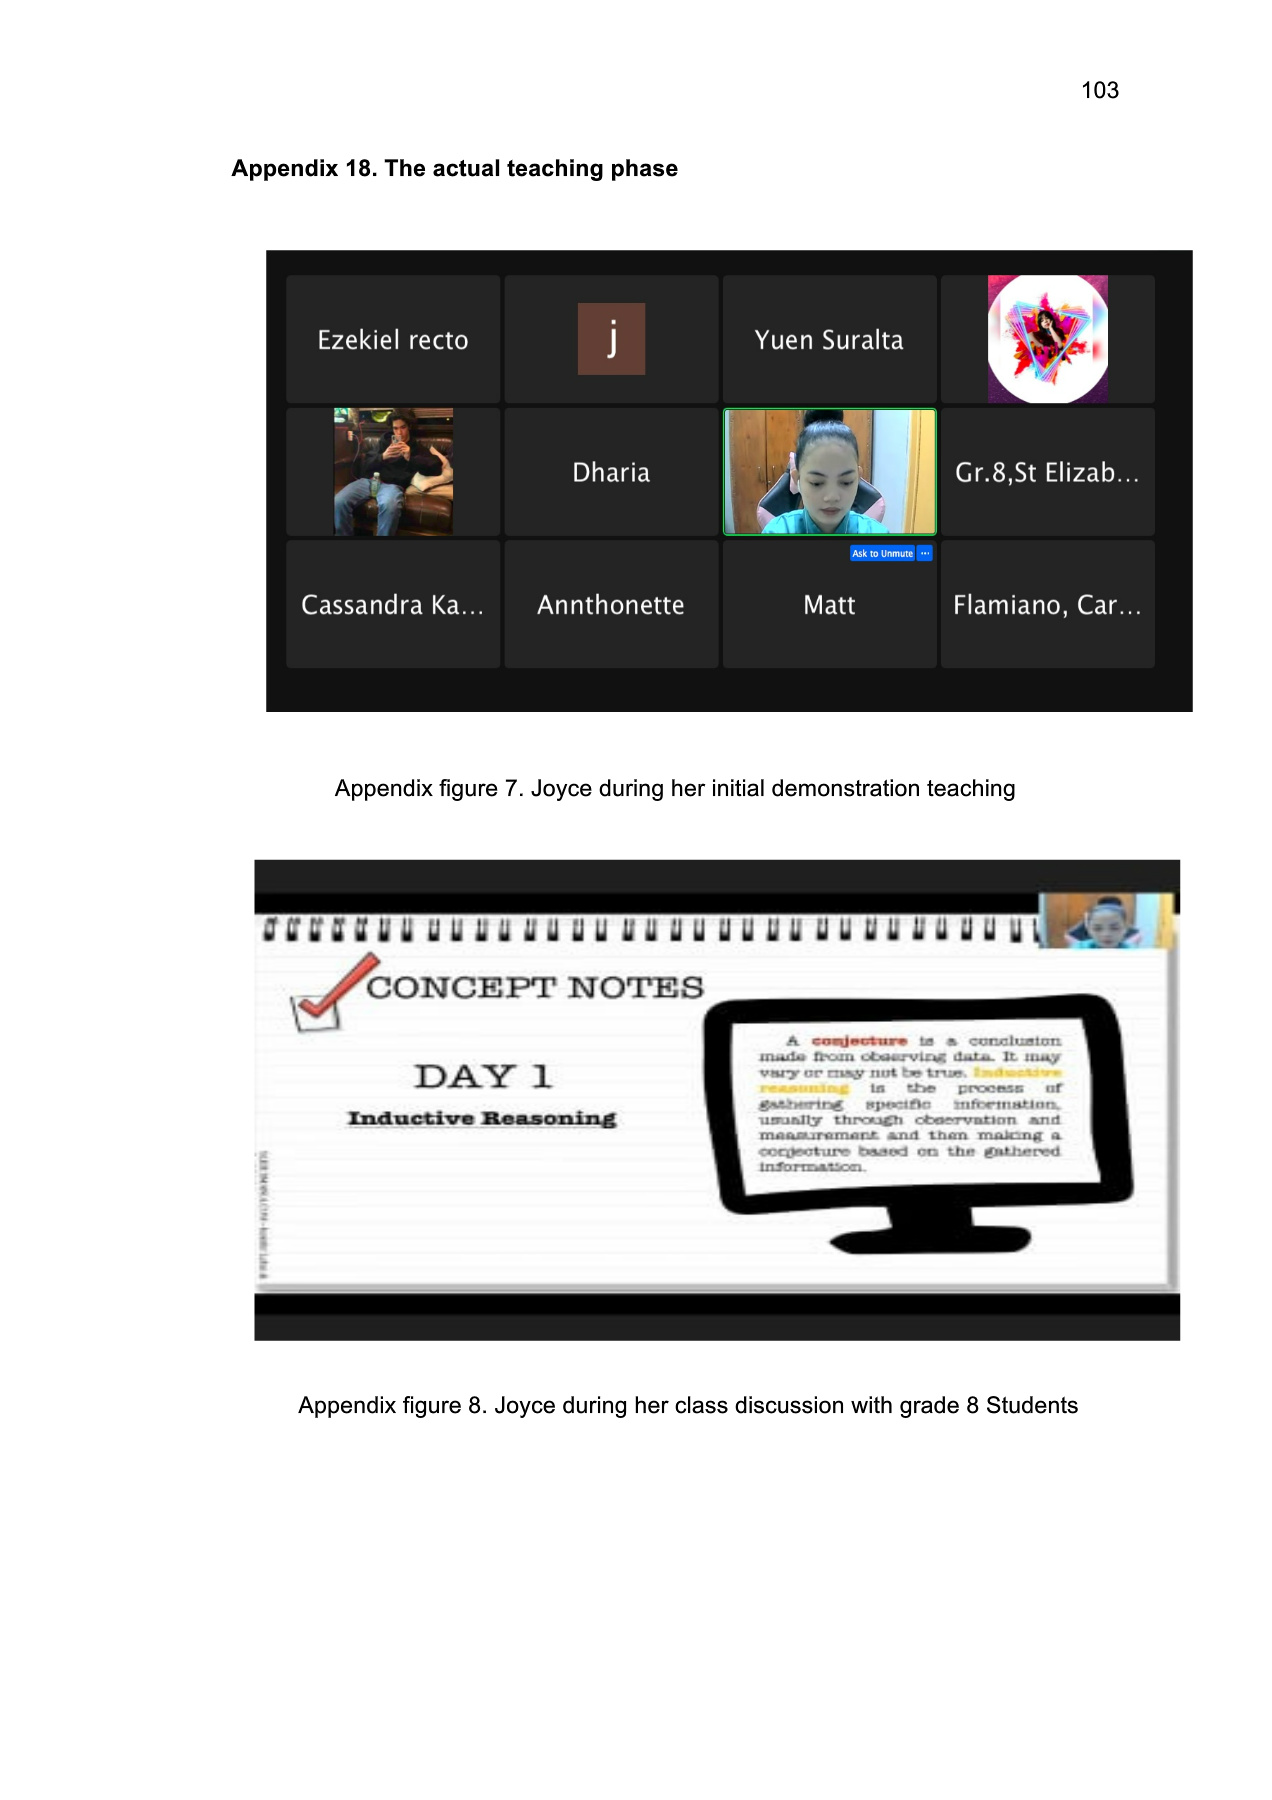 103
Appendix 18. The actual teaching phase
Ezekiel recto
j
Yuen Suralta
Dharia
Gr.8,St Elizab...
Ask to Unmute ...
Cassandra Ka...
Annthonette
Matt
Flamiano, Car...
Appendix figure 7. Joyce during her initial demonstration teaching
CONCEPT NOTES
DAY 1
Inductive Reasoning
A conjecture is a conclusion
made from observing data. It may
vary or may not be true. Inductive
reasoning is the process of
gathering specific information,
usually through observation and
measurement and then making a
conjecture based on the gathered
information.
Appendix figure 8. Joyce during her class discussion with grade 8 Students